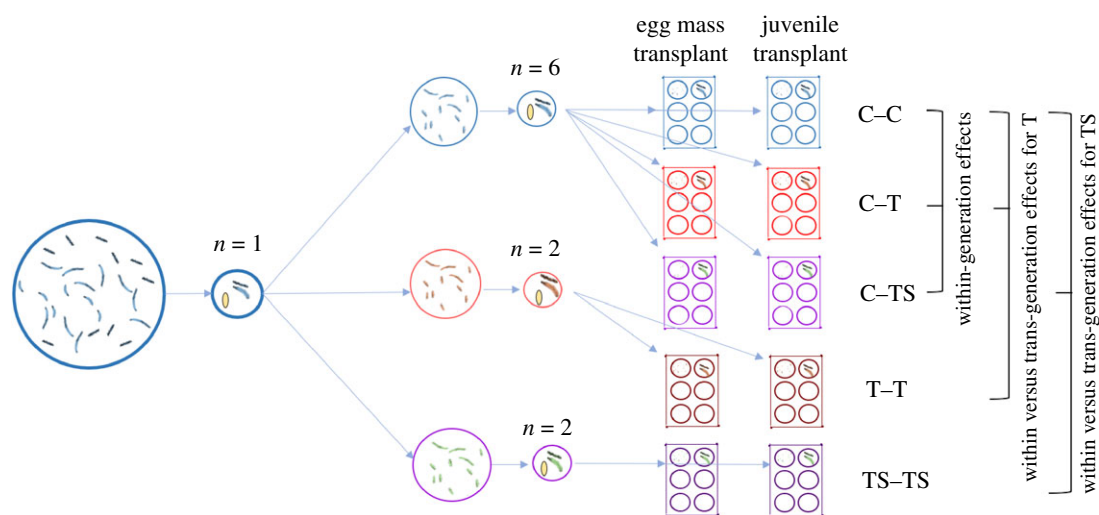 egg mass
transplant
juvenile
transplant
n = 6
n = 1
n = 2
n = 2
C–C
C–T
C–TS
T–T
TS–TS
within-generation effects
within versus trans-generation effects for T
within versus trans-generation effects for TS